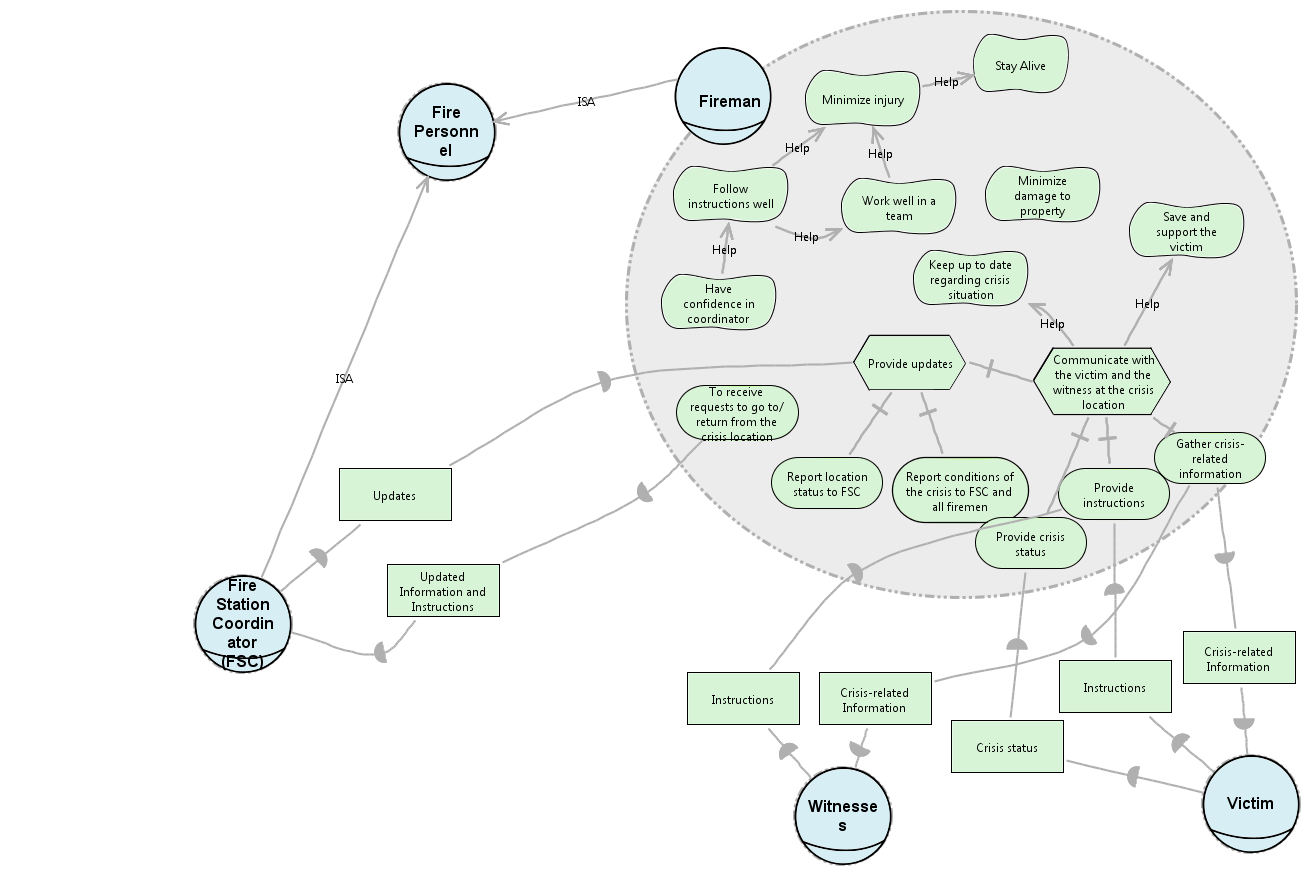 Stay Alive
Help
Minimize injury
Fireman
ISA
Fire
Personn
el
Help
Help
Follow
instructions well
Work well in a
team
Minimize
damage to
property
Save and
support the
victim
Help
Help
Keep up to date
regarding crisis
situation
Have
confidence in
coordinator
Help
Help
Provide updates
Communicate with
the victim and the
witness at the crisis
location
ISA
To receive
requests to go to/
return from the
crisis location
Gather crisis-
related
information
Report location
status to FSC
Report conditions of
the crisis to FSC and
all firemen
Provide
instructions
Updates
Provide crisis
status
Updated
Information and
Instructions
Fire
Station
Coordin
ator
(FSC)
Crisis-related
Information
Instructions
Instructions
Crisis-related
Information
Crisis status
Witnesse
s
Victim